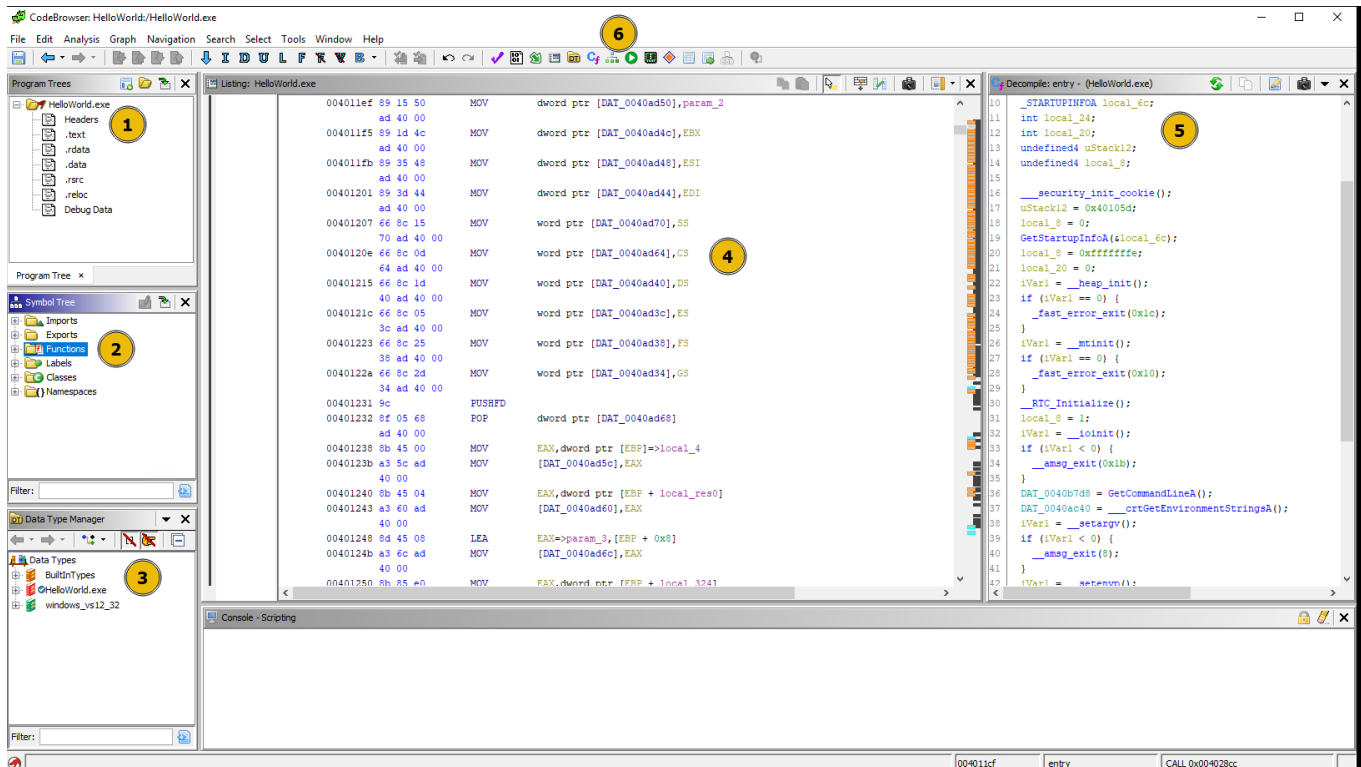 CodeBrowser: HelloWorld:/HelloWorld.exe
File Edit Analysis Graph Navigation Search Select Tools Window Help
6
I D U L F R V B
Program Trees
HelloWorld.exe
Headers
.text
.rdata
.data
.rsrc
.reloc
Debug Data
1
Program Tree ×
Symbol Tree
Imports
Exports
Functions
Labels
Classes
Namespaces
2
Filter:
Data Type Manager
Data Types
BuiltInTypes
HelloWorld.exe
windows_vs12_32
3
Filter:
Listing: HelloWorld.exe
004011ef 89 15 50 MOV dword ptr [DAT_0040ad50],param_2
ad 40 00
004011f5 89 1d 4c MOV dword ptr [DAT_0040ad4c],EBX
ad 40 00
004011fb 89 35 48 MOV dword ptr [DAT_0040ad48],ESI
ad 40 00
00401201 89 3d 44 MOV dword ptr [DAT_0040ad44],EDI
ad 40 00
00401207 66 8c 15 MOV word ptr [DAT_0040ad70],SS
70 ad 40 00
0040120e 66 8c 0d MOV word ptr [DAT_0040ad64],CS
64 ad 40 00
00401215 66 8c 1d MOV word ptr [DAT_0040ad40],DS
40 ad 40 00
0040121c 66 8c 05 MOV word ptr [DAT_0040ad3c],ES
3c ad 40 00
00401223 66 8c 25 MOV word ptr [DAT_0040ad38],FS
38 ad 40 00
0040122a 66 8c 2d MOV word ptr [DAT_0040ad34],GS
34 ad 40 00
00401231 9c PUSHFD
00401232 8f 05 68 POP dword ptr [DAT_0040ad68]
ad 40 00
00401238 8b 45 00 MOV EAX,dword ptr [EBP]=>local_4
0040123b a3 5c ad MOV [DAT_0040ad5c],EAX
40 00
00401240 8b 45 04 MOV EAX,dword ptr [EBP + local_res0]
00401243 a3 60 ad MOV [DAT_0040ad60],EAX
40 00
00401248 8d 45 08 LEA EAX=>param_3,[EBP + 0x8]
0040124b a3 6c ad MOV [DAT_0040ad6c],EAX
40 00
00401250 8b 85 e0 MOV EAX,dword ptr [EBP + local_324]
4
Decompile: entry - (HelloWorld.exe)
10 _STARTUPINFOA local_6c;
11 int local_24;
12 int local_20;
13 undefined4 uStack12;
14 undefined4 local_8;
15
16 ___security_init_cookie();
17 uStack12 = 0x40105d;
18 local_8 = 0;
19 GetStartupInfoA(&local_6c);
20 local_8 = 0xfffffffe;
21 local_20 = 0;
22 iVar1 = __heap_init();
23 if (iVar1 == 0) {
24 _fast_error_exit(0x1c);
25 }
26 iVar1 = __mtinit();
27 if (iVar1 == 0) {
28 _fast_error_exit(0x10);
29 }
30 __RTC_Initialize();
31 local_8 = 1;
32 iVar1 = __ioinit();
33 if (iVar1 < 0) {
34 __amsg_exit(0x1b);
35 }
36 DAT_0040b7d8 = GetCommandLineA();
37 DAT_0040ac40 = ___crtGetEnvironmentStringsA();
38 iVar1 = __setargv();
39 if (iVar1 < 0) {
40 __amsg_exit(8);
41 }
42 iVar1 = __setenvp();
5
Console - Scripting
004011cf entry CALL 0x004028cc